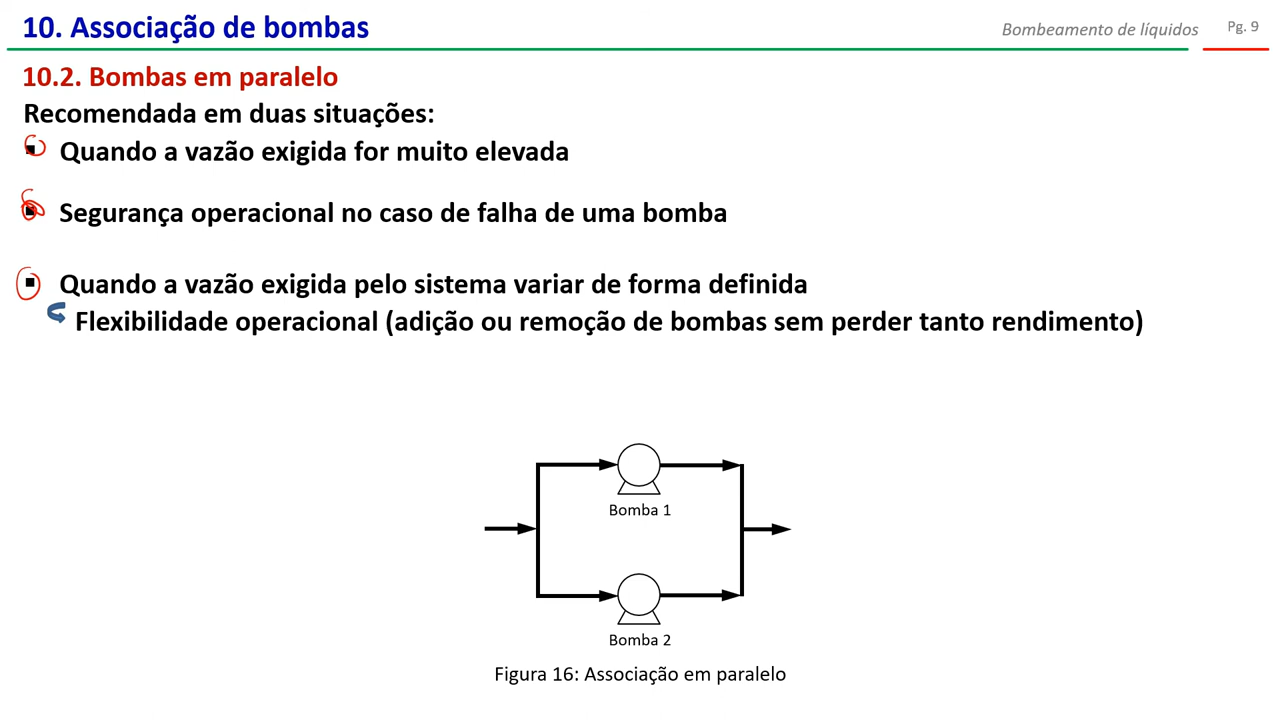 10. Associação de bombas
Bombeamento de líquidos
Pg. 9
10.2. Bombas em paralelo
Recomendada em duas situações:
Quando a vazão exigida for muito elevada
Segurança operacional no caso de falha de uma bomba
Quando a vazão exigida pelo sistema variar de forma definida
Flexibilidade operacional (adição ou remoção de bombas sem perder tanto rendimento)
Bomba 1
Bomba 2
Figura 16: Associação em paralelo